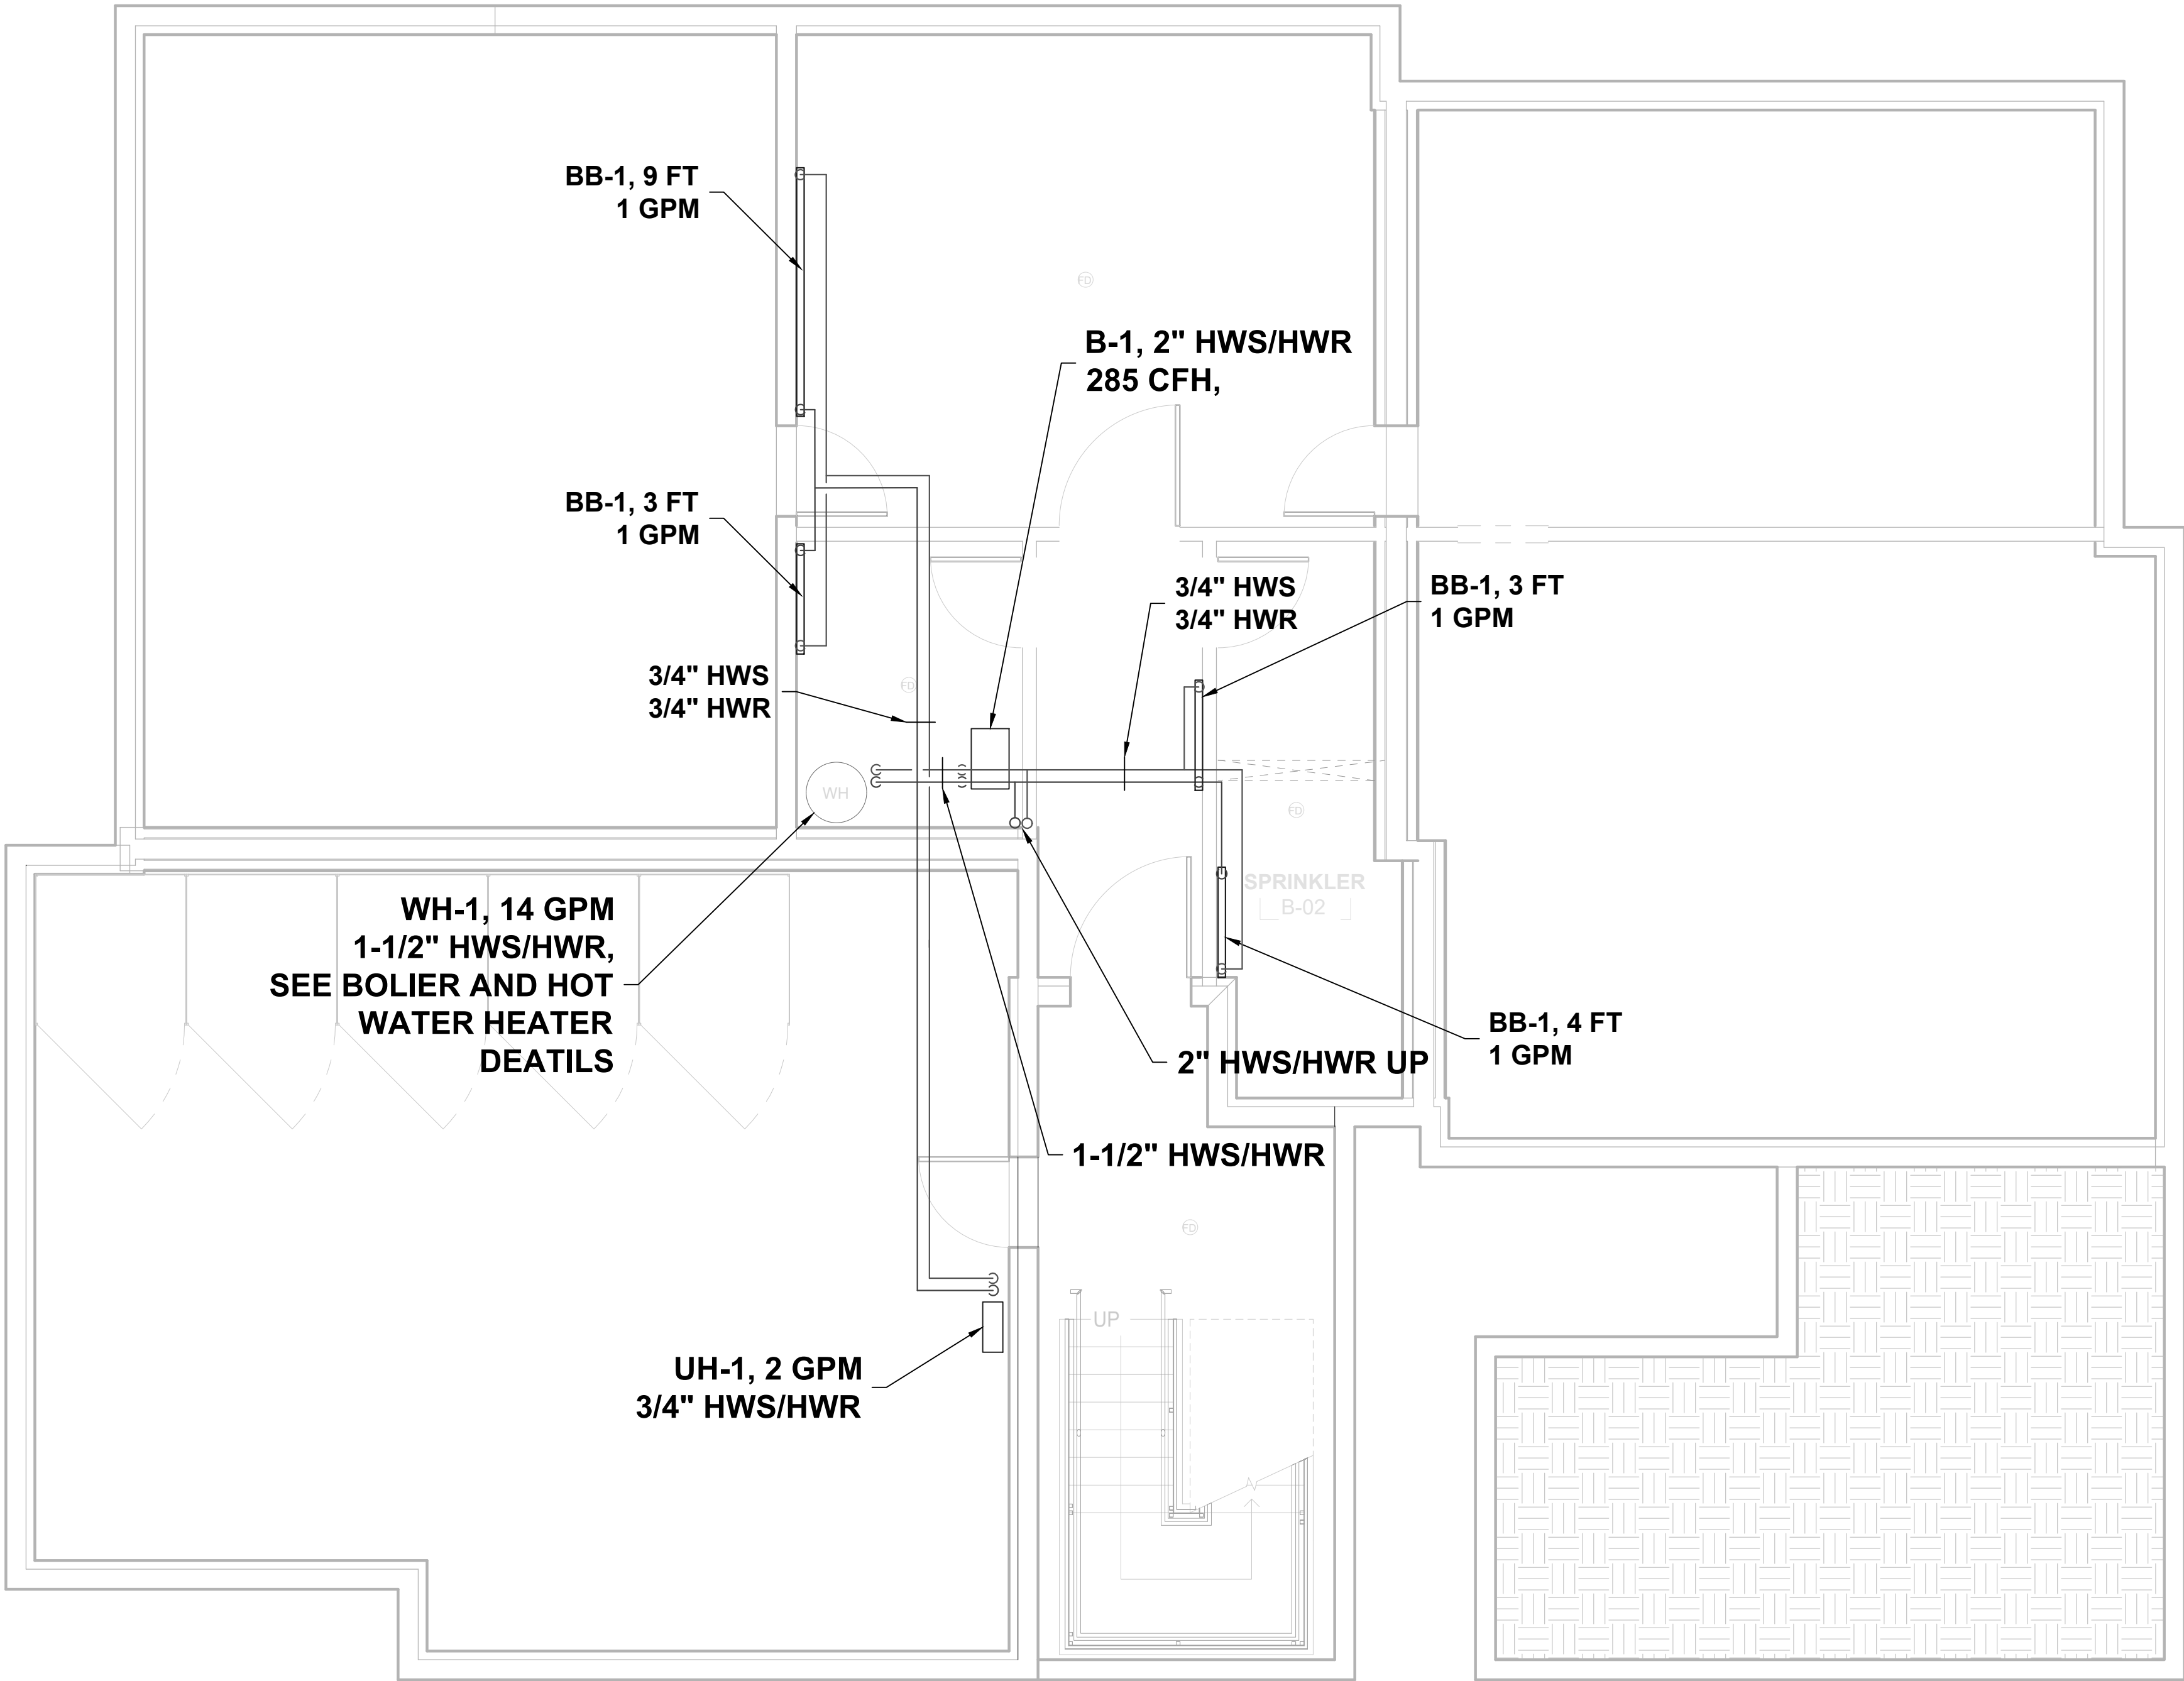 BB-1, 9 FT
1 GPM
FD
B-1, 2" HWS/HWR
285 CFH,
BB-1, 3 FT
1 GPM
3/4" HWS
3/4" HWR
BB-1, 3 FT
1 GPM
3/4" HWS
3/4" HWR
FD
WH
FD
SPRINKLER
B-02
WH-1, 14 GPM
1-1/2" HWS/HWR,
SEE BOLIER AND HOT
WATER HEATER
DEATILS
BB-1, 4 FT
1 GPM
2" HWS/HWR UP
1-1/2" HWS/HWR
FD
UP
UH-1, 2 GPM
3/4" HWS/HWR